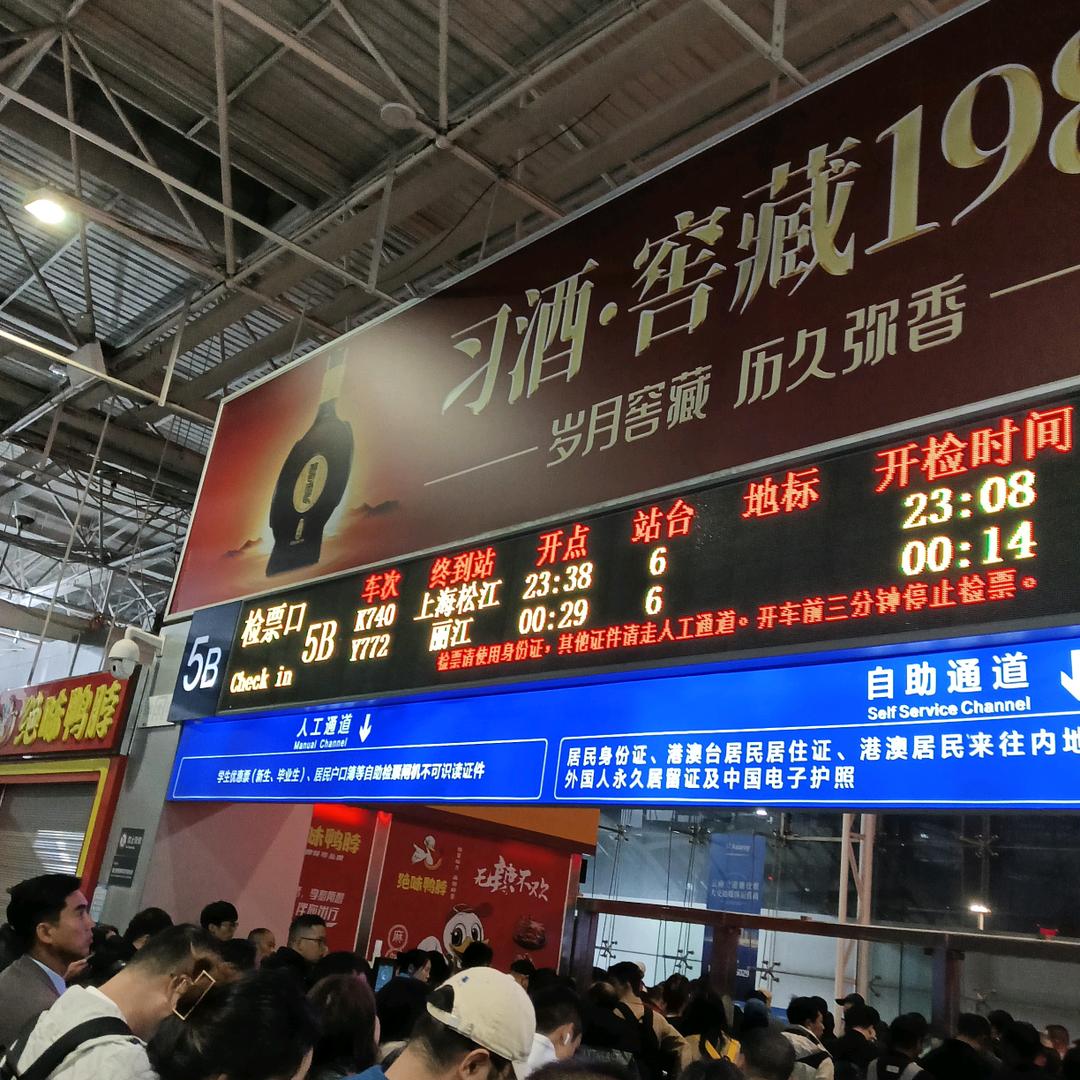 习酒·窖藏198
岁月窖藏 历久弥香
5B
检票口 5B
Check in
车次 终到站 开点 站台 地标 开检时间
K740 上海松江 23:38 6 23:08
Y772 丽江 00:29 6 00:14
检票请使用身份证，其他证件请走人工通道。开车前三分钟停止检票。
人工通道
Manual Channel
学生优惠票（新生、毕业生）、居民户口簿等自助检票闸机不可识读证件
自助通道
Self Service Channel
居民身份证、港澳台居民居住证、港澳居民来往内地
外国人永久居留证及中国电子护照
绝味鸭脖
味鸭脖
绝味鸭脖
无辣不欢
麻